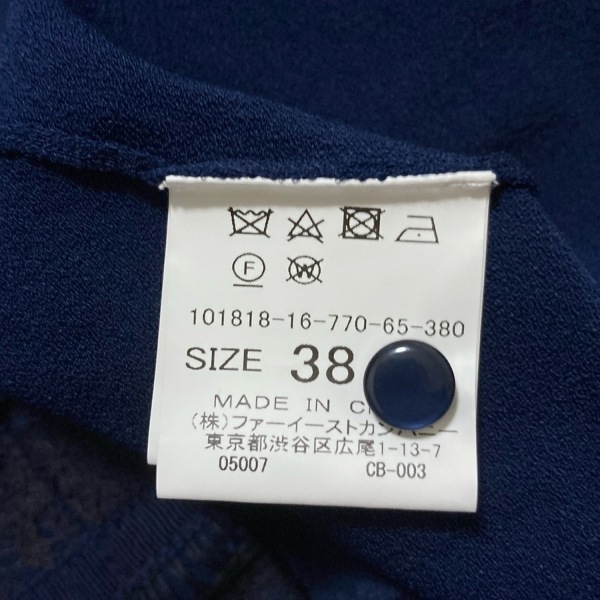 F W
101818-16-770-65-380
SIZE 38
MADE IN
(株)ファーイーストカンパニー
東京都渋谷区広尾1-13-7
05007 CB-003